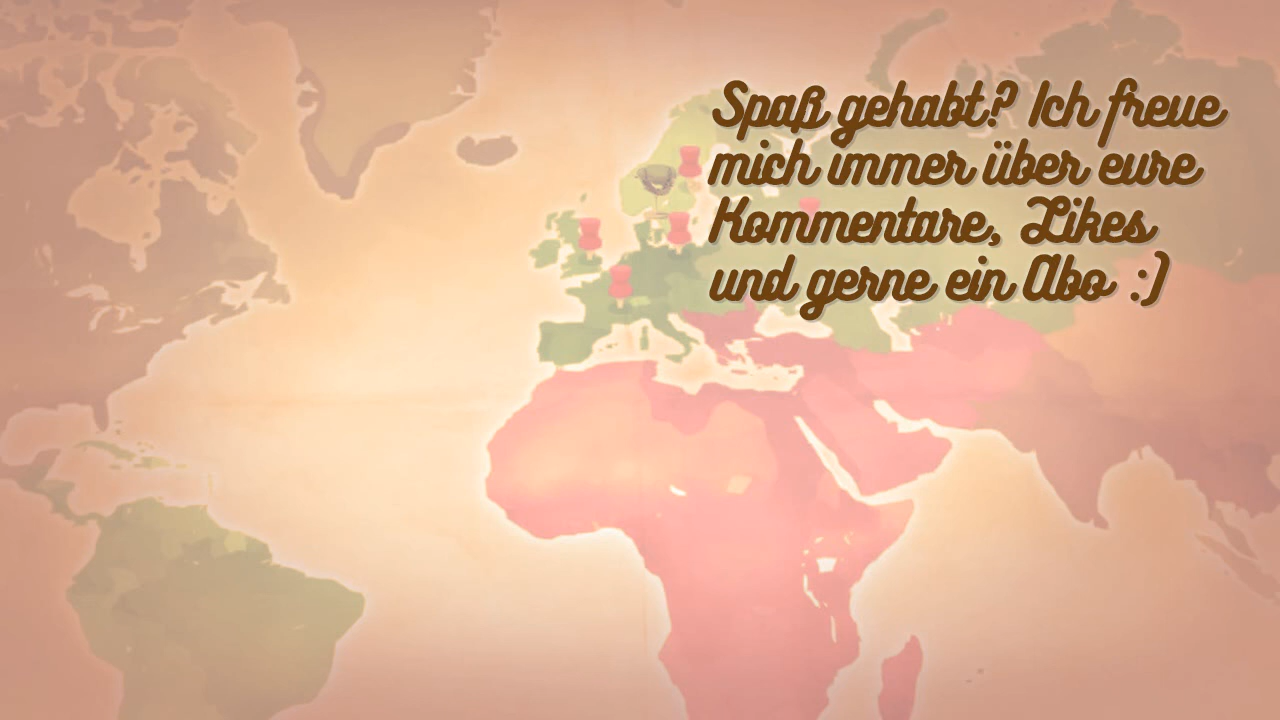 Spaß gehabt? Ich freue
mich immer über eure
Kommentare, Likes
und gerne ein Abo :)